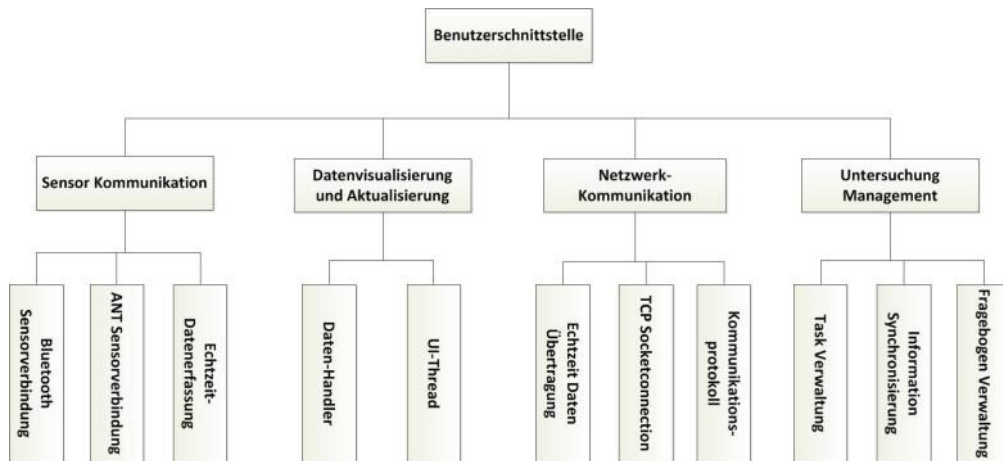 Benutzerschnittstelle
Sensor Kommunikation
Datenvisualisierung
und Aktualisierung
Netzwerk-
Kommunikation
Untersuchung
Management
Bluetooth
Sensorverbindung
ANT Sensorverbindung
Echtzeit-
Datenerfassung
Daten-Handler
UI-Thread
Echtzeit Daten
Übertragung
TCP Socketconnection
Kommunikations-
protokoll
Task Verwaltung
Information
Synchronisierung
Fragebogen Verwaltung